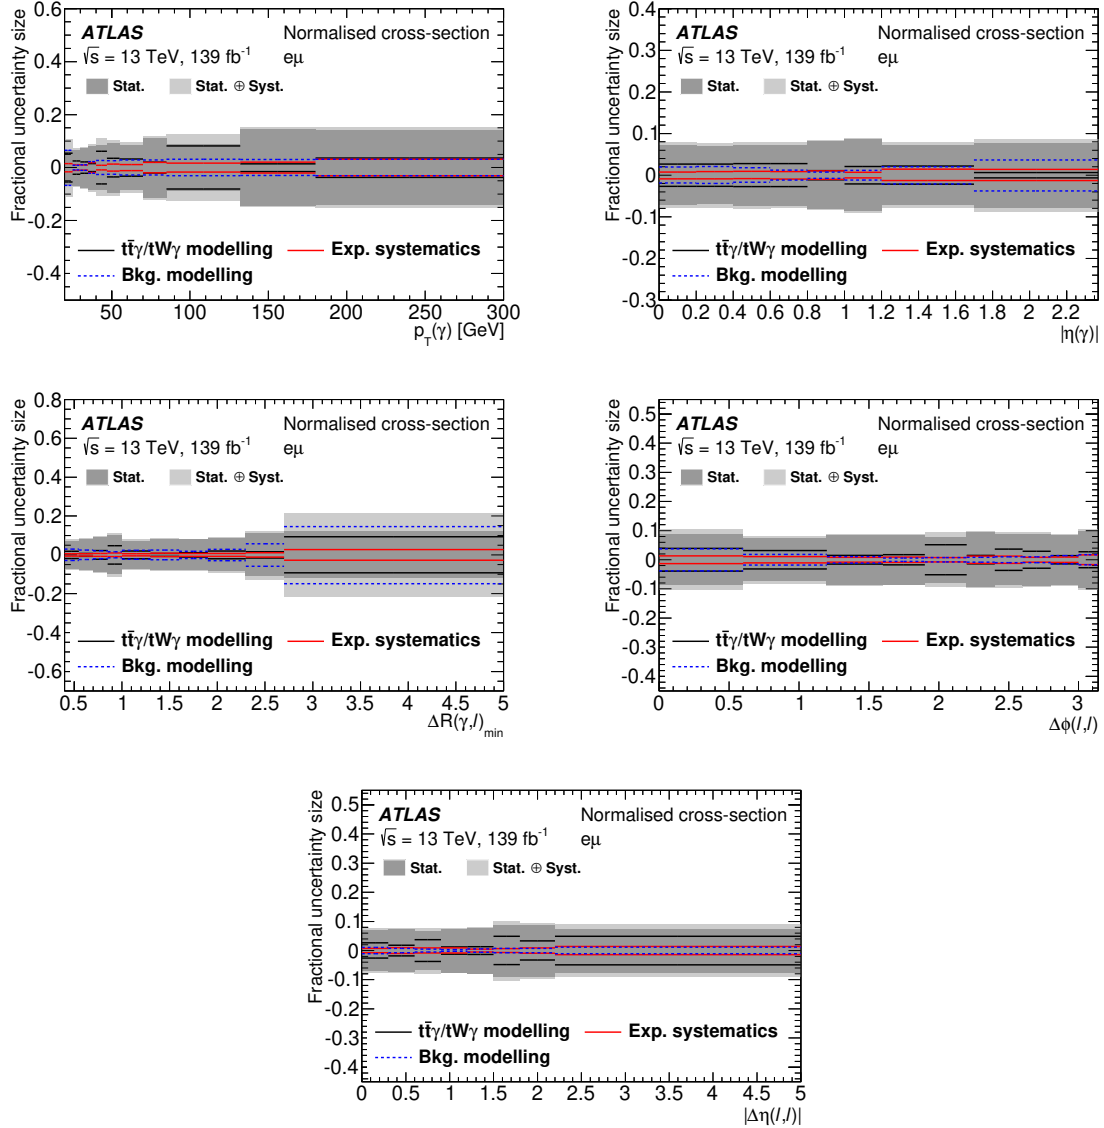 Fractional uncertainty size
ATLAS Normalised cross-section
√s = 13 TeV, 139 fb⁻¹ eμ
Stat. Stat. ⊕ Syst.
0.6
0.4
0.2
0
-0.2
-0.4
tt̄γ/tWγ modelling Exp. systematics
Bkg. modelling
50 100 150 200 250 300
p_T(γ) [GeV]
Fractional uncertainty size
ATLAS Normalised cross-section
√s = 13 TeV, 139 fb⁻¹ eμ
Stat. Stat. ⊕ Syst.
0.4
0.3
0.2
0.1
0
-0.1
-0.2
-0.3
tt̄γ/tWγ modelling Exp. systematics
Bkg. modelling
0 0.2 0.4 0.6 0.8 1 1.2 1.4 1.6 1.8 2 2.2
|η(γ)|
Fractional uncertainty size
ATLAS Normalised cross-section
√s = 13 TeV, 139 fb⁻¹ eμ
Stat. Stat. ⊕ Syst.
0.8
0.6
0.4
0.2
0
-0.2
-0.4
-0.6
tt̄γ/tWγ modelling Exp. systematics
Bkg. modelling
0.5 1 1.5 2 2.5 3 3.5 4 4.5 5
ΔR(γ,l)_min
Fractional uncertainty size
ATLAS Normalised cross-section
√s = 13 TeV, 139 fb⁻¹ eμ
Stat. Stat. ⊕ Syst.
0.5
0.4
0.3
0.2
0.1
0
-0.1
-0.2
-0.3
-0.4
tt̄γ/tWγ modelling Exp. systematics
Bkg. modelling
0 0.5 1 1.5 2 2.5 3
Δϕ(l,l)
Fractional uncertainty size
ATLAS Normalised cross-section
√s = 13 TeV, 139 fb⁻¹ eμ
Stat. Stat. ⊕ Syst.
0.5
0.4
0.3
0.2
0.1
0
-0.1
-0.2
-0.3
-0.4
tt̄γ/tWγ modelling Exp. systematics
Bkg. modelling
0 0.5 1 1.5 2 2.5 3 3.5 4 4.5 5
|Δη(l,l)|